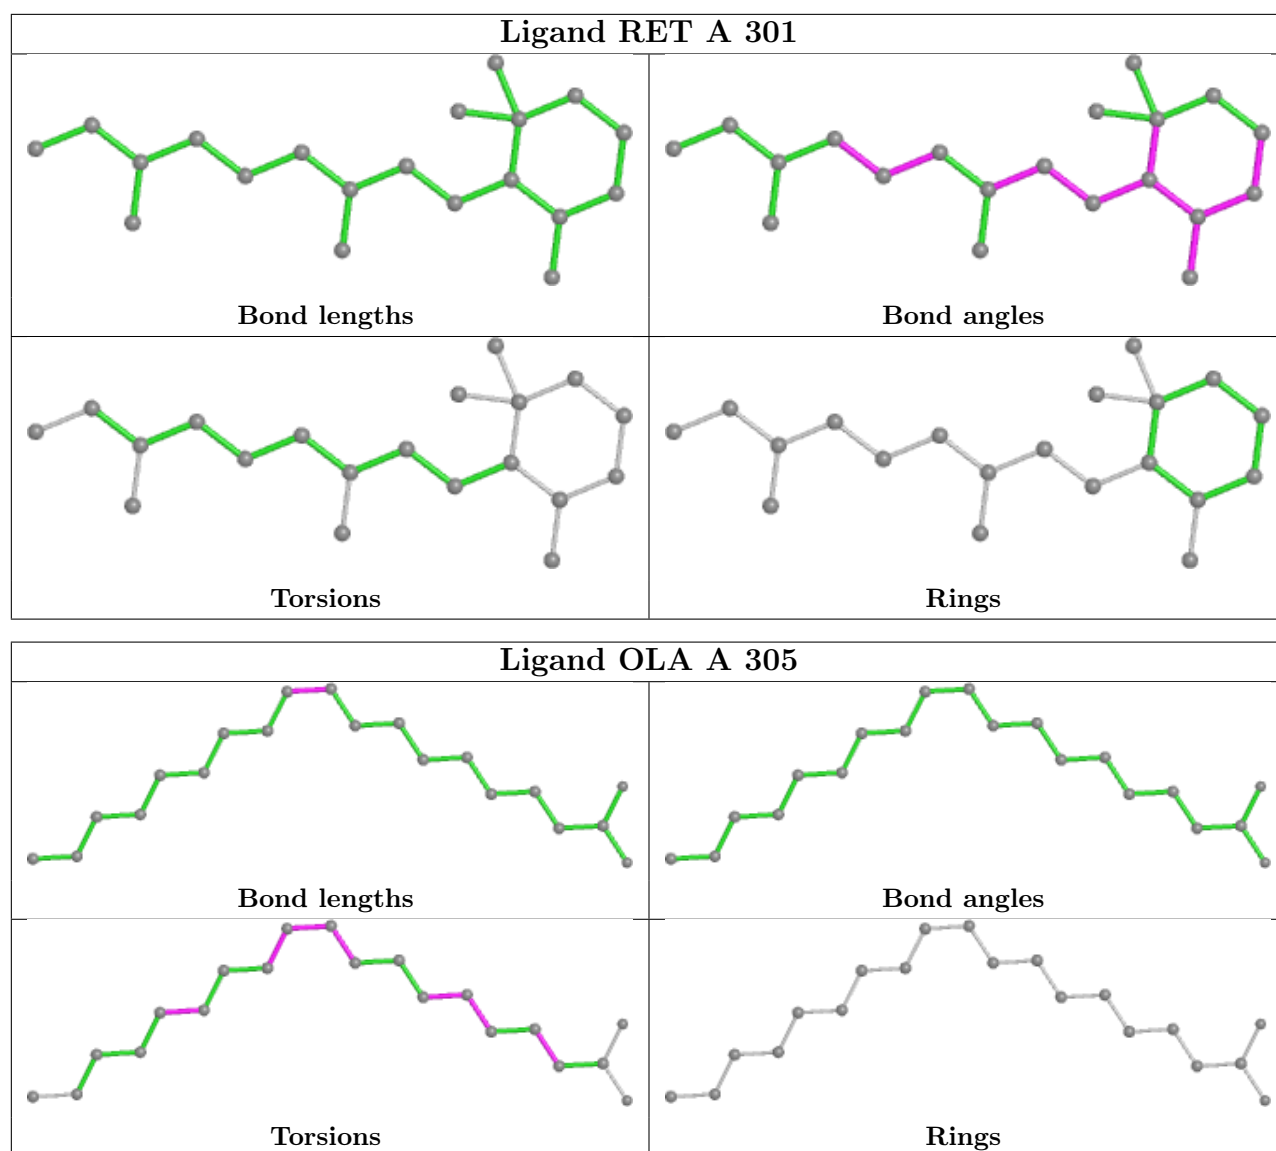 Ligand RET A 301
Bond lengths
Bond angles
Torsions
Rings
Ligand OLA A 305
Bond lengths
Bond angles
Torsions
Rings